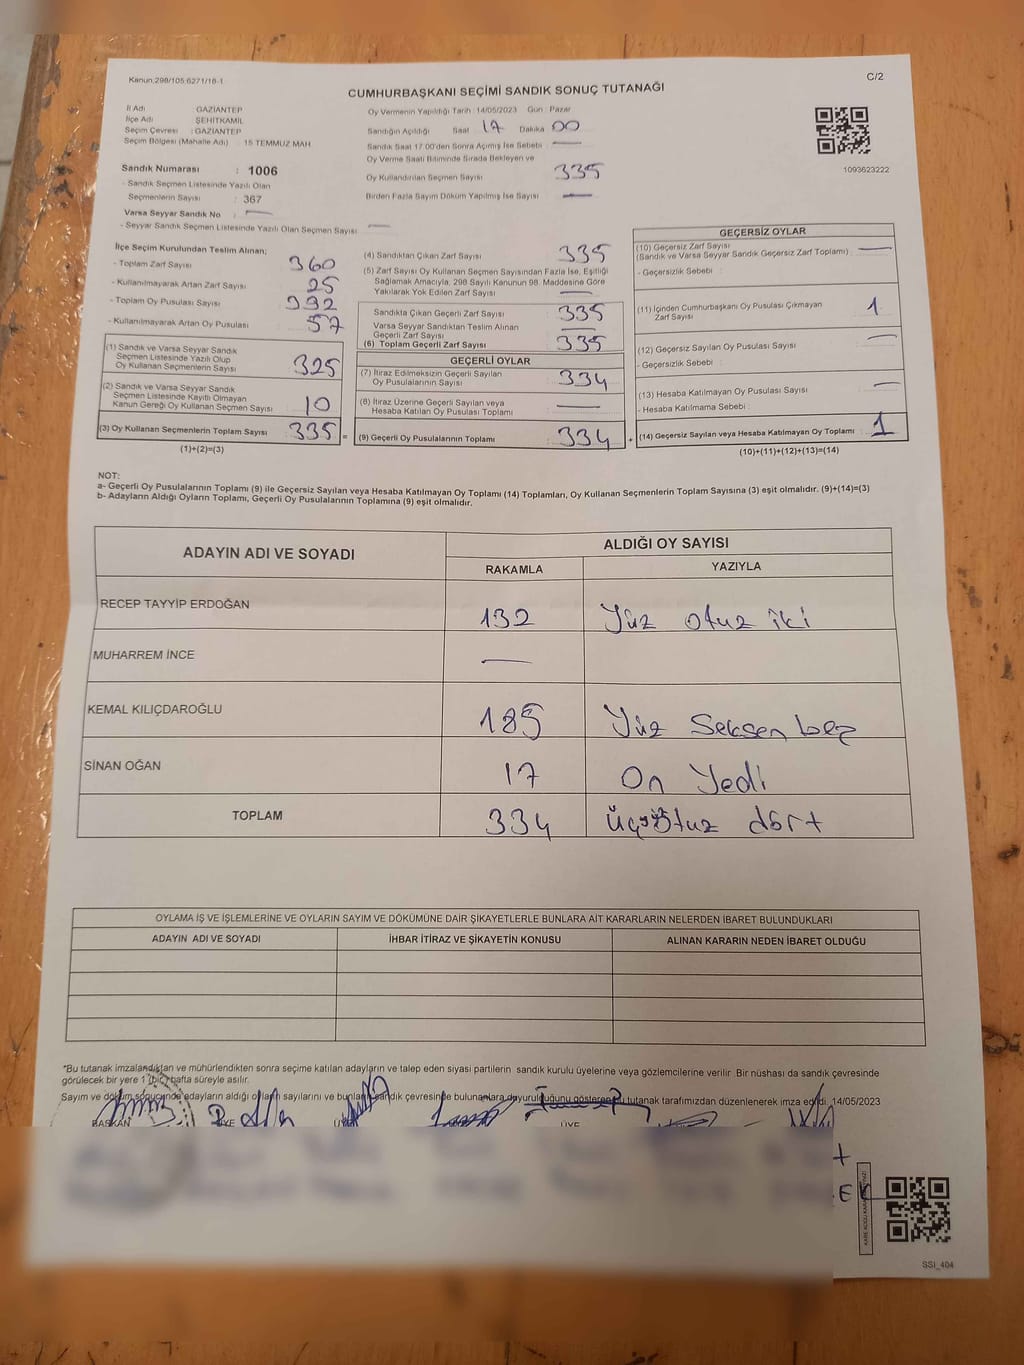 Kanun:298/105 6271/18-1
C/2
CUMHURBAŞKANI SEÇİMİ SANDIK SONUÇ TUTANAĞI
İl Adı GAZİANTEP
İlçe Adı ŞEHİTKAMİL
Seçim Çevresi : GAZİANTEP
Seçim Bölgesi (Mahalle Adı) 15 TEMMUZ MAH
Sandık Numarası : 1006
- Sandık Seçmen Listesinde Yazılı Olan
Seçmenlerin Sayısı : 367
Varsa Seyyar Sandık No : —
- Seyyar Sandık Seçmen Listesinde Yazılı Olan Seçmen Sayısı : —
Oy Vermenin Yapıldığı Tarih : 14/05/2023 Gün : Pazar
Sandığın Açıldığı Saat 17 Dakika 00
Sandık Saat 17.00'den Sonra Açılmış İse Sebebi : —
Oy Verme Saati Bitiminde Sırada Bekleyen ve
Oy Kullandırılan Seçmen Sayısı 335
Birden Fazla Sayım Döküm Yapılmış İse Sayısı : —
1093623222
İlçe Seçim Kurulundan Teslim Alınan;
- Toplam Zarf Sayısı 360
- Kullanılmayarak Artan Zarf Sayısı 25
- Toplam Oy Pusulası Sayısı 392
- Kullanılmayarak Artan Oy Pusulası 57
(1) Sandık ve Varsa Seyyar Sandık
Seçmen Listesinde Yazılı Olup
Oy Kullanan Seçmenlerin Sayısı 325
(2) Sandık ve Varsa Seyyar Sandık
Seçmen Listesinde Kayıtlı Olmayan
Kanun Gereği Oy Kullanan Seçmen Sayısı 10
(3) Oy Kullanan Seçmenlerin Toplam Sayısı 335 =
(1)+(2)=(3)
(4) Sandıktan Çıkan Zarf Sayısı 335
(5) Zarf Sayısı Oy Kullanan Seçmen Sayısından Fazla İse, Eşitliği
Sağlamak Amacıyla, 298 Sayılı Kanunun 98. Maddesine Göre
Yakılarak Yok Edilen Zarf Sayısı —
Sandıkta Çıkan Geçerli Zarf Sayısı 335
Varsa Seyyar Sandıktan Teslim Alınan
Geçerli Zarf Sayısı —
(6) Toplam Geçerli Zarf Sayısı 335
GEÇERLİ OYLAR
(7) İtiraz Edilmeksizin Geçerli Sayılan
Oy Pusulalarının Sayısı 334
(8) İtiraz Üzerine Geçerli Sayılan veya
Hesaba Katılan Oy Pusulası Toplamı —
(9) Geçerli Oy Pusulalarının Toplamı 334 +
GEÇERSİZ OYLAR
(10) Geçersiz Zarf Sayısı
(Sandık ve Varsa Seyyar Sandık Geçersiz Zarf Toplamı) —
- Geçersizlik Sebebi :
(11) İçinden Cumhurbaşkanı Oy Pusulası Çıkmayan
Zarf Sayısı 1
(12) Geçersiz Sayılan Oy Pusulası Sayısı —
- Geçersizlik Sebebi :
(13) Hesaba Katılmayan Oy Pusulası Sayısı —
- Hesaba Katılmama Sebebi :
(14) Geçersiz Sayılan veya Hesaba Katılmayan Oy Toplamı 1
(10)+(11)+(12)+(13)=(14)
NOT:
a- Geçerli Oy Pusulalarının Toplamı (9) ile Geçersiz Sayılan veya Hesaba Katılmayan Oy Toplamı (14) Toplamları, Oy Kullanan Seçmenlerin Toplam Sayısına (3) eşit olmalıdır. (9)+(14)=(3)
b- Adayların Aldığı Oyların Toplamı, Geçerli Oy Pusulalarının Toplamına (9) eşit olmalıdır.
ADAYIN ADI VE SOYADI ALDIĞI OY SAYISI
RAKAMLA YAZIYLA
RECEP TAYYİP ERDOĞAN 132 Yüz otuz iki
MUHARREM İNCE —
KEMAL KILIÇDAROĞLU 185 Yüz Seksen beş
SİNAN OĞAN 17 On Yedi
TOPLAM 334 dört
OYLAMA İŞ VE İŞLEMLERİNE VE OYLARIN SAYIM VE DÖKÜMÜNE DAİR ŞİKAYETLERLE BUNLARA AİT KARARLARIN NELERDEN İBARET BULUNDUKLARI
ADAYIN ADI VE SOYADI İHBAR İTİRAZ VE ŞİKAYETİN KONUSU ALINAN KARARIN NEDEN İBARET OLDUĞU
*Bu tutanak imzalandıktan ve mühürlendikten sonra seçime katılan adayların ve talep eden siyasi partilerin sandık kurulu üyelerine veya gözlemcilerine verilir. Bir nüshası da sandık çevresinde
görülecek bir yere 1 (bir) hafta süreyle asılır.
Sayım ve döküm sonucunda adayların aldığı oyların sayılarını ve bunların sandık çevresinde bulunanlara duyurulduğunu gösteren bu tutanak tarafımızdan düzenlenerek imza edildi. 14/05/2023
BAŞKAN ÜYE ÜYE ÜYE
SSİ_404